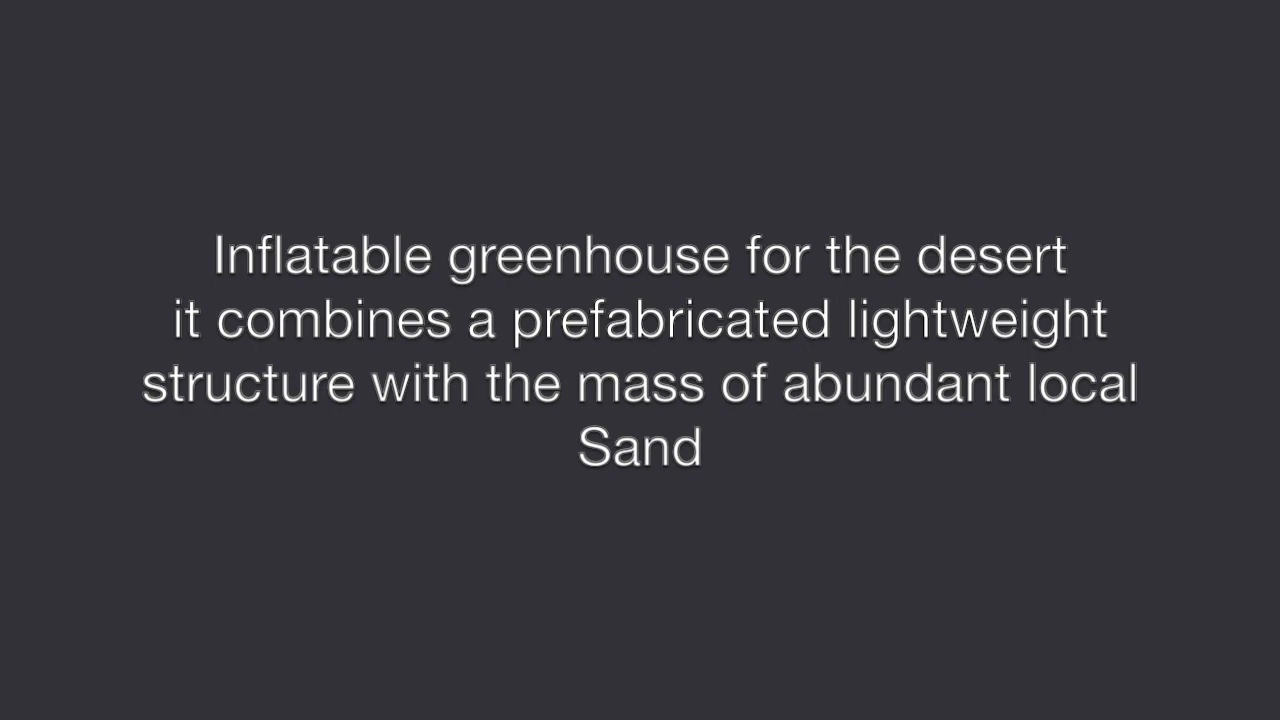 Inflatable greenhouse for the desert
it combines a prefabricated lightweight
structure with the mass of abundant local
Sand